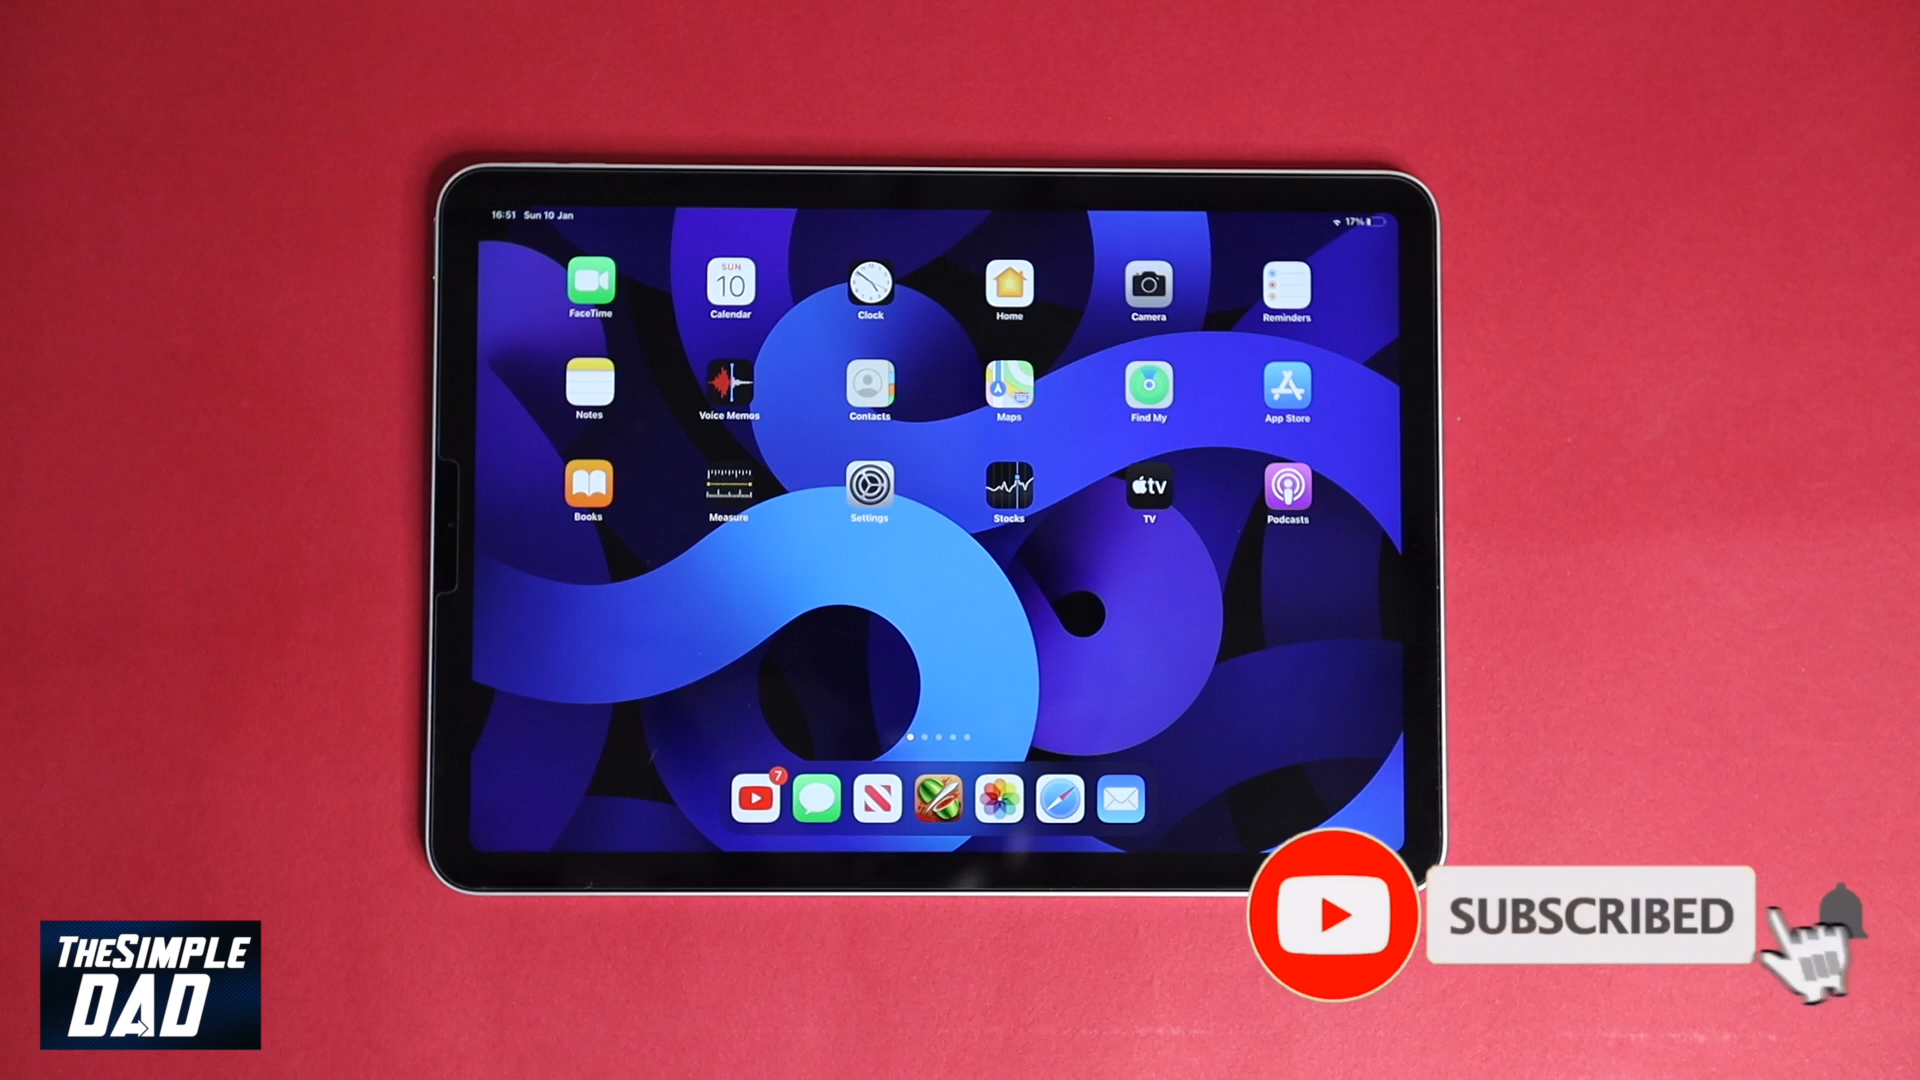 16:51 Sun 10 Jan
17%
SUN
10
FaceTime
Calendar
Clock
Home
Camera
Reminders
Notes
Voice Memos
Contacts
Maps
Find My
App Store
tv
Books
Measure
Settings
Stocks
TV
Podcasts
7
SUBSCRIBED
THESIMPLE
DAD